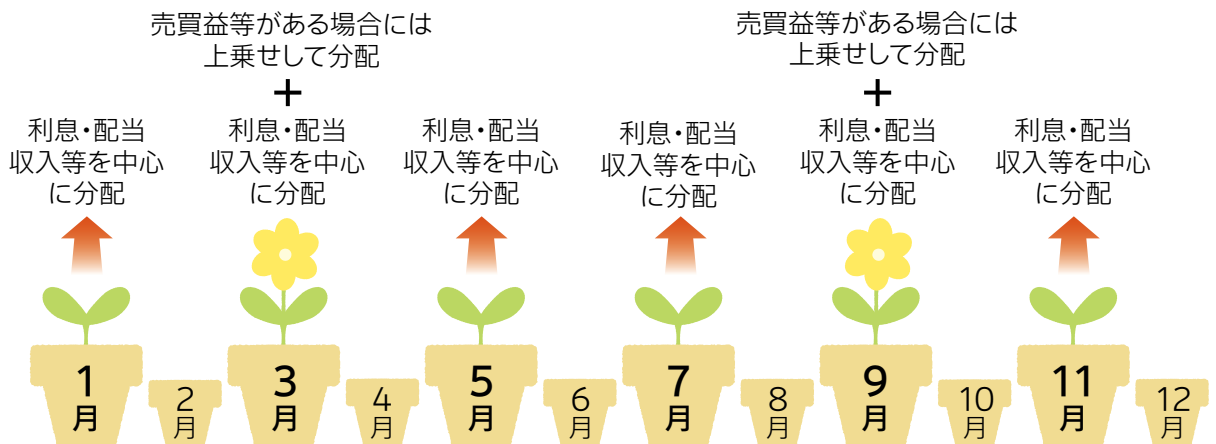 売買益等がある場合には
上乗せして分配
+
売買益等がある場合には
上乗せして分配
+
利息・配当
収入等を中心
に分配
利息・配当
収入等を中心
に分配
利息・配当
収入等を中心
に分配
利息・配当
収入等を中心
に分配
利息・配当
収入等を中心
に分配
利息・配当
収入等を中心
に分配
1
月
2
月
3
月
4
月
5
月
6
月
7
月
8
月
9
月
10
月
11
月
12
月